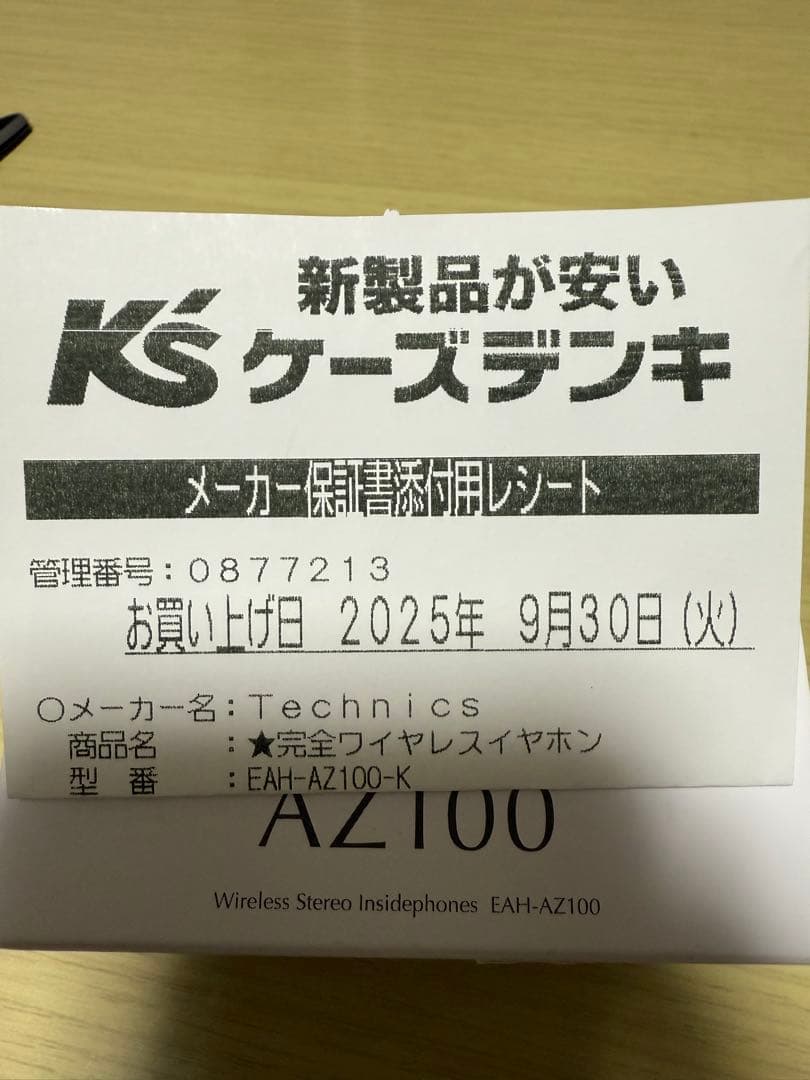 新製品が安い
K's ケーズデンキ
メーカー保証書添付用レシート
管理番号：０８７７２１３
お買い上げ日 ２０２５年 ９月３０日（火）
○メーカー名：Ｔｅｃｈｎｉｃｓ
商品名 ：★完全ワイヤレスイヤホン
型 番 ：EAH-AZ100-K
AZ100
Wireless Stereo Insidephones EAH-AZ100